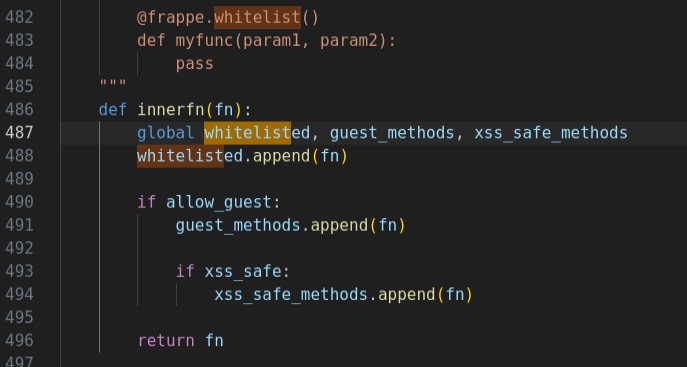 482 @frappe.whitelist()
483 def myfunc(param1, param2):
484 pass
485 """
486 def innerfn(fn):
487 global whitelisted, guest_methods, xss_safe_methods
488 whitelisted.append(fn)
489
490 if allow_guest:
491 guest_methods.append(fn)
492
493 if xss_safe:
494 xss_safe_methods.append(fn)
495
496 return fn
497